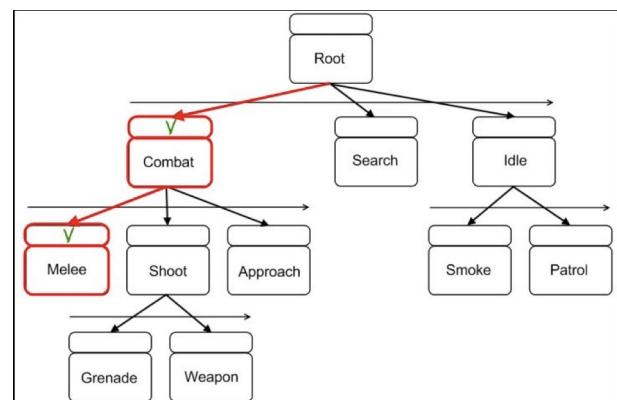 Root
Combat
Search
Idle
Melee
Shoot
Approach
Smoke
Patrol
Grenade
Weapon